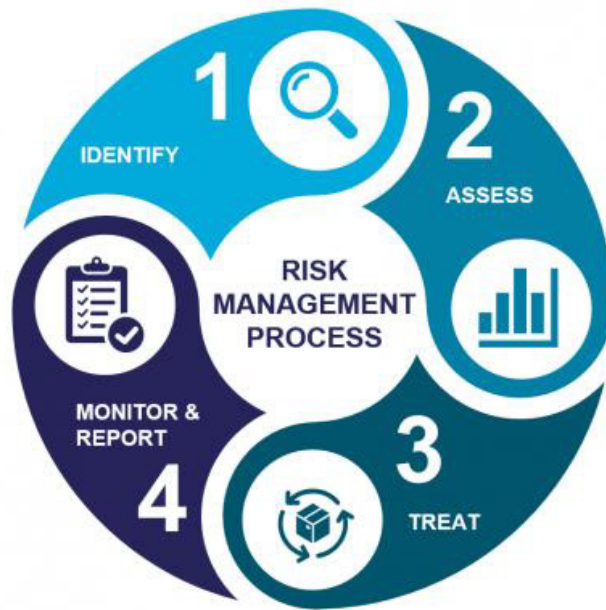 RISK
MANAGEMENT
PROCESS
1
IDENTIFY
2
ASSESS
3
TREAT
MONITOR &
REPORT
4